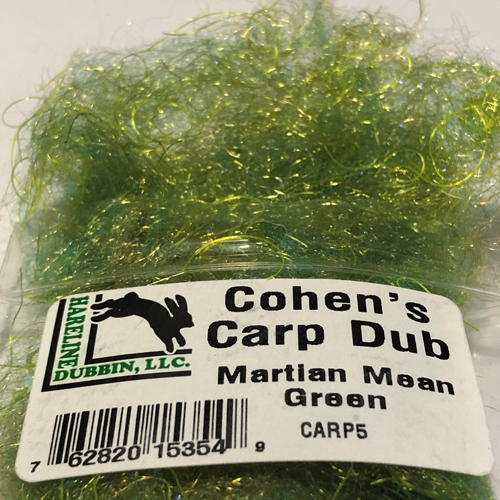 HARELINE
DUBBIN, LLC.
Cohen's
Carp Dub
Martian Mean
Green
CARP5
7 62820 15354 9